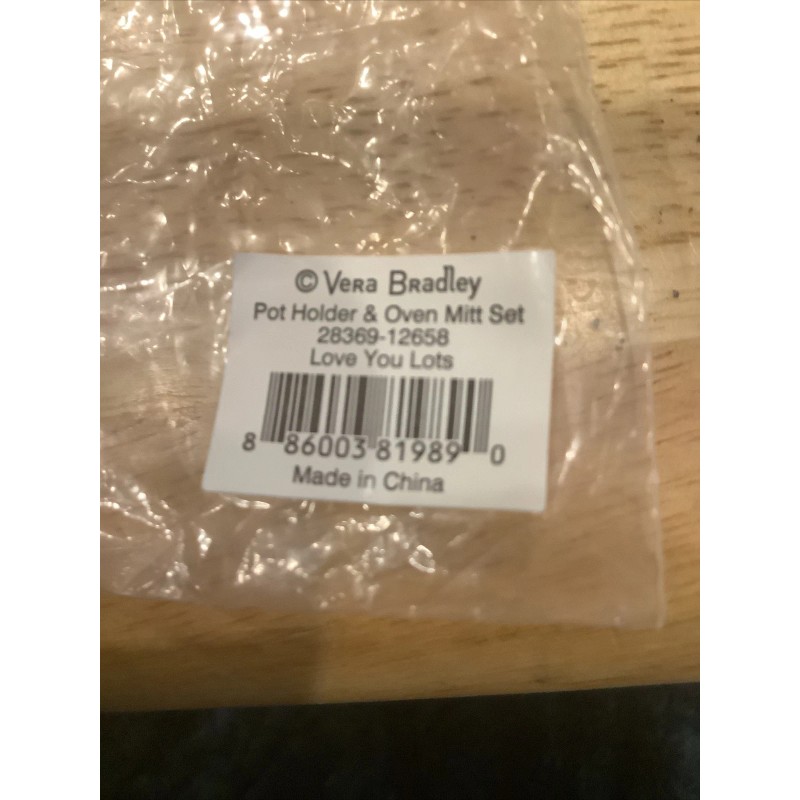 © Vera Bradley
Pot Holder & Oven Mitt Set
28369-12658
Love You Lots
8 86003 81989 0
Made in China